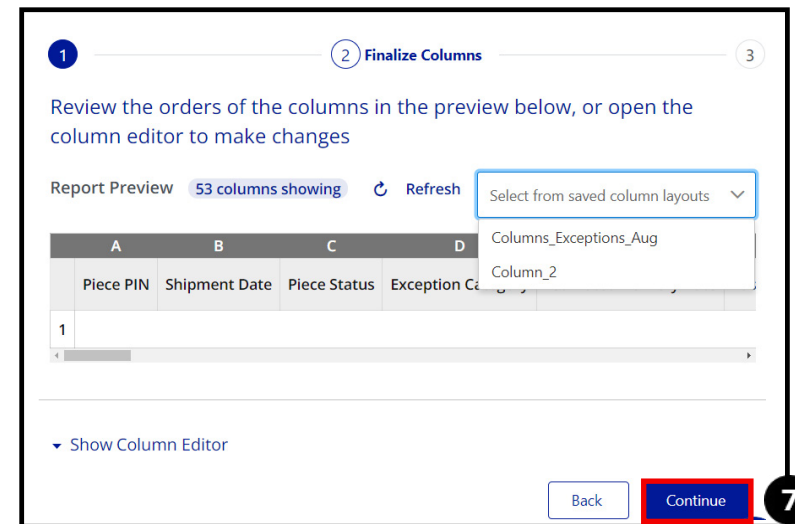 1 2 Finalize Columns 3
Review the orders of the columns in the preview below, or open the
column editor to make changes
Report Preview 53 columns showing Refresh Select from saved column layouts
Columns_Exceptions_Aug
Column_2
A B C D
Piece PIN Shipment Date Piece Status Exception
1
Show Column Editor
Back Continue 7